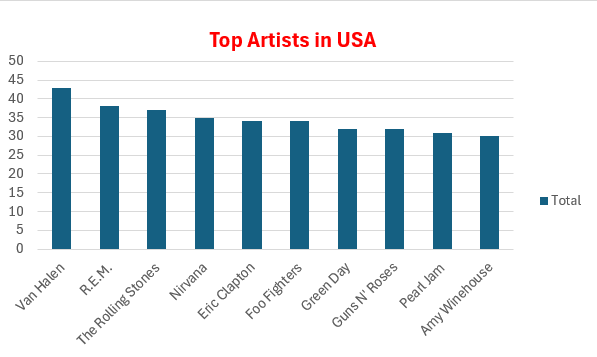 Top Artists in USA
50
45
40
35
30
25
20
15
10
5
0
Van Halen
R.E.M.
The Rolling Stones
Nirvana
Eric Clapton
Foo Fighters
Green Day
Guns N' Roses
Pearl Jam
Amy Winehouse
Total